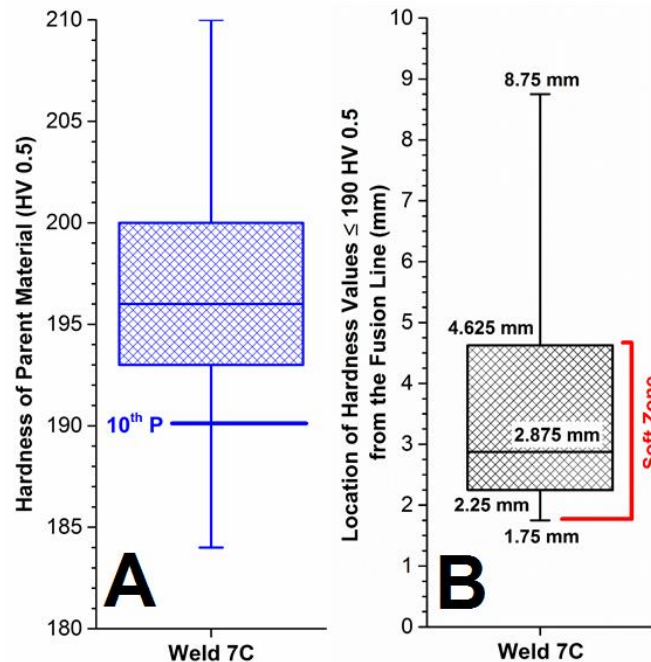 Hardness of Parent Material (HV 0.5)
210
205
200
195
190
185
180
10th P
A
Weld 7C
Location of Hardness Values ≤ 190 HV 0.5
from the Fusion Line (mm)
10
9
8
7
6
5
4
3
2
1
0
8.75 mm
4.625 mm
2.875 mm
2.25 mm
1.75 mm
Soft Zone
B
Weld 7C